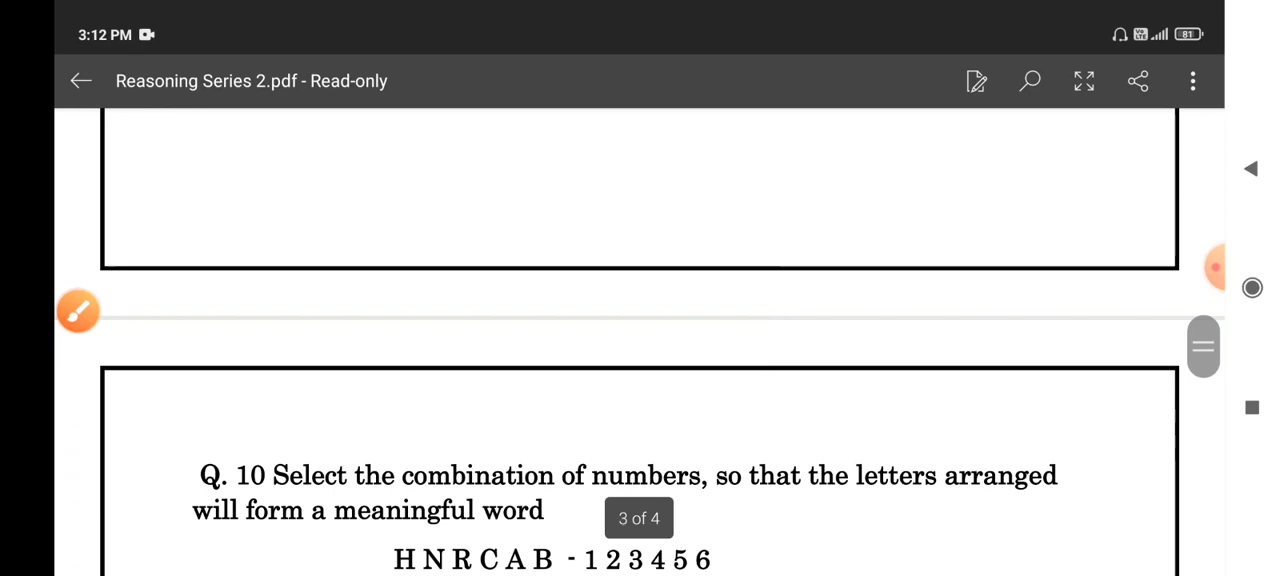 3:12 PM
81
Reasoning Series 2.pdf - Read-only
Q. 10 Select the combination of numbers, so that the letters arranged
will form a meaningful word
3 of 4
H N R C A B - 1 2 3 4 5 6